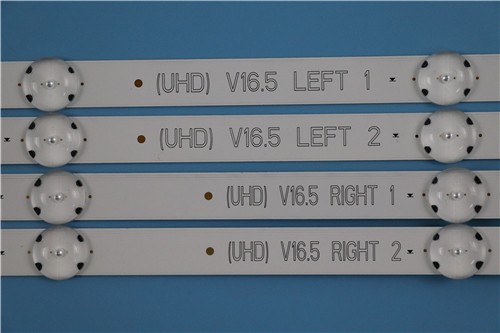 (UHD) V16.5 LEFT 1
(UHD) V16.5 LEFT 2
(UHD) V16.5 RIGHT 1
(UHD) V16.5 RIGHT 2